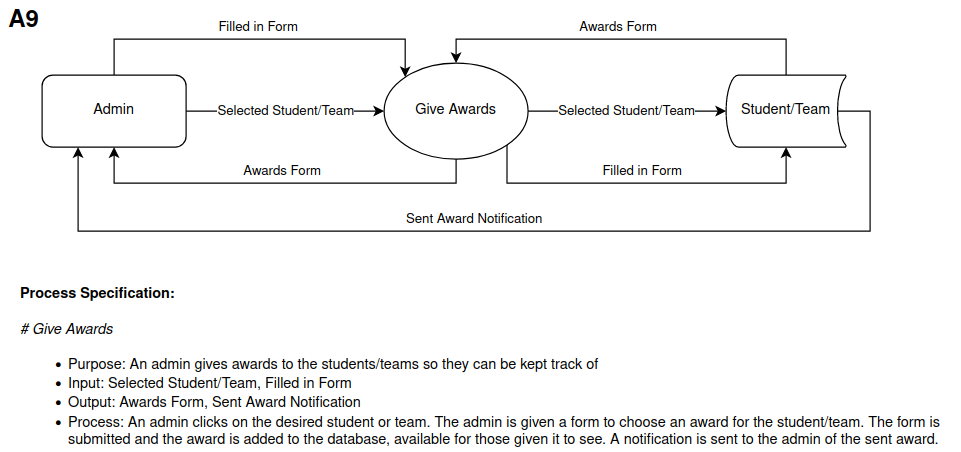 A9
Filled in Form
Awards Form
Admin
Selected Student/Team
Give Awards
Selected Student/Team
Student/Team
Awards Form
Filled in Form
Sent Award Notification
Process Specification:
# Give Awards
• Purpose: An admin gives awards to the students/teams so they can be kept track of
• Input: Selected Student/Team, Filled in Form
• Output: Awards Form, Sent Award Notification
• Process: An admin clicks on the desired student or team. The admin is given a form to choose an award for the student/team. The form is
submitted and the award is added to the database, available for those given it to see. A notification is sent to the admin of the sent award.